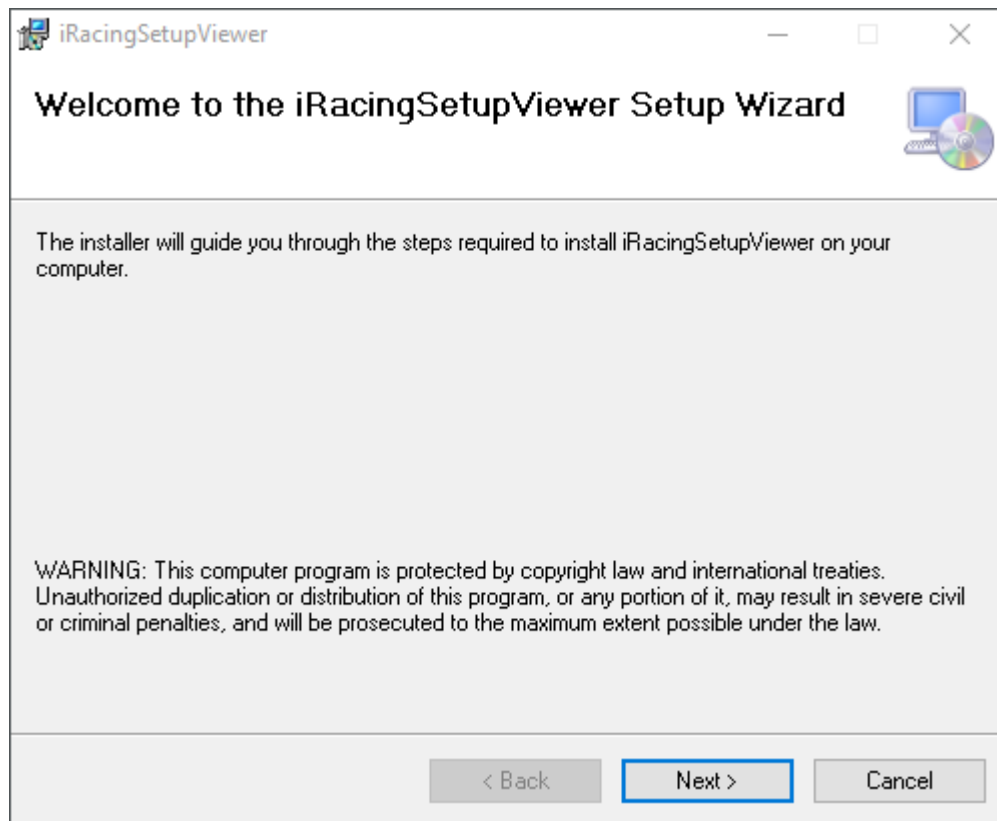 iRacingSetupViewer
Welcome to the iRacingSetupViewer Setup Wizard
The installer will guide you through the steps required to install iRacingSetupViewer on your
computer.
WARNING: This computer program is protected by copyright law and international treaties.
Unauthorized duplication or distribution of this program, or any portion of it, may result in severe civil
or criminal penalties, and will be prosecuted to the maximum extent possible under the law.
< Back Next > Cancel